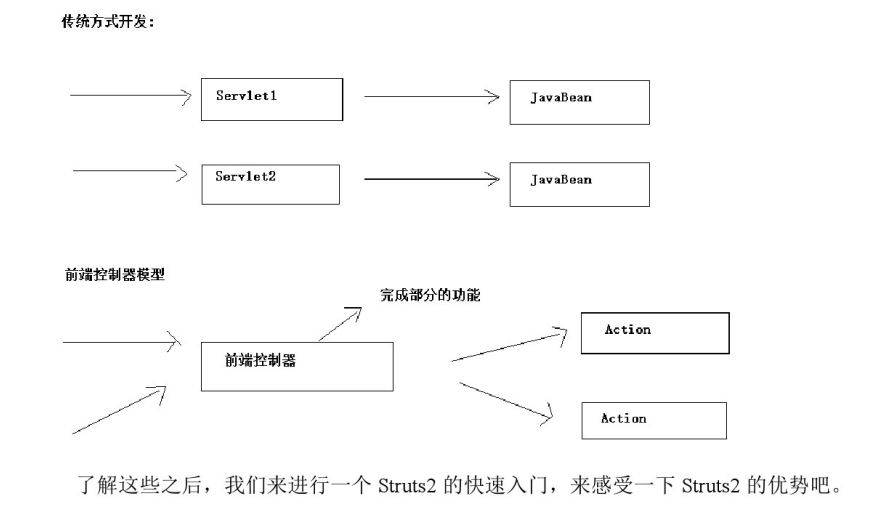 传统方式开发：
Servlet1
JavaBean
Servlet2
JavaBean
前端控制器模型
完成部分的功能
Action
前端控制器
Action
了解这些之后，我们来进行一个 Struts2 的快速入门，来感受一下 Struts2 的优势吧。